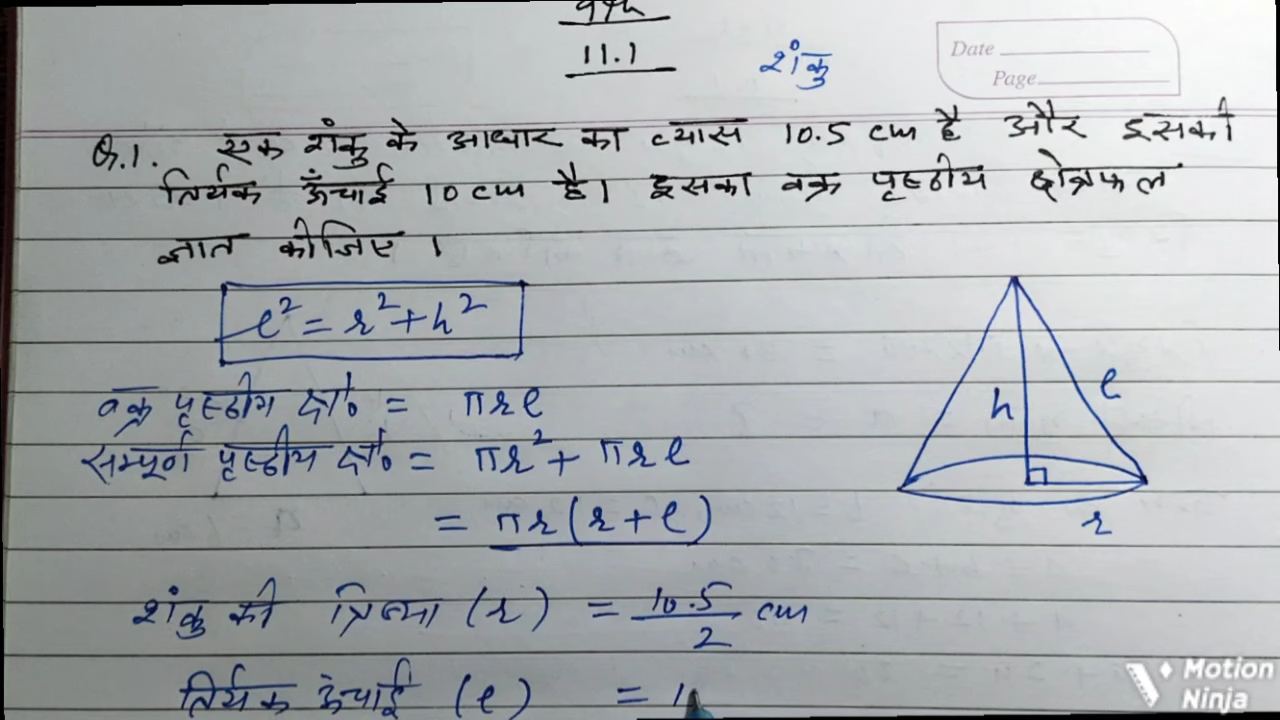 9th
11.1
शंकु
Date
Page
Q.1. एक शंकु के आधार का व्यास 10.5 cm है और इसकी
तिर्यक ऊँचाई 10 cm है। इसका वक्र पृष्ठीय क्षेत्रफल
ज्ञात कीजिए ।
l² = r² + h²
वक्र पृष्ठीय क्षे० = πrl
सम्पूर्ण पृष्ठीय क्षे० = πr² + πrl
= πr(r+l)
h
l
r
शंकु की त्रिज्या (r) = 10.5/2 cm
तिर्यक ऊंचाई (l) = 1
Motion
Ninja